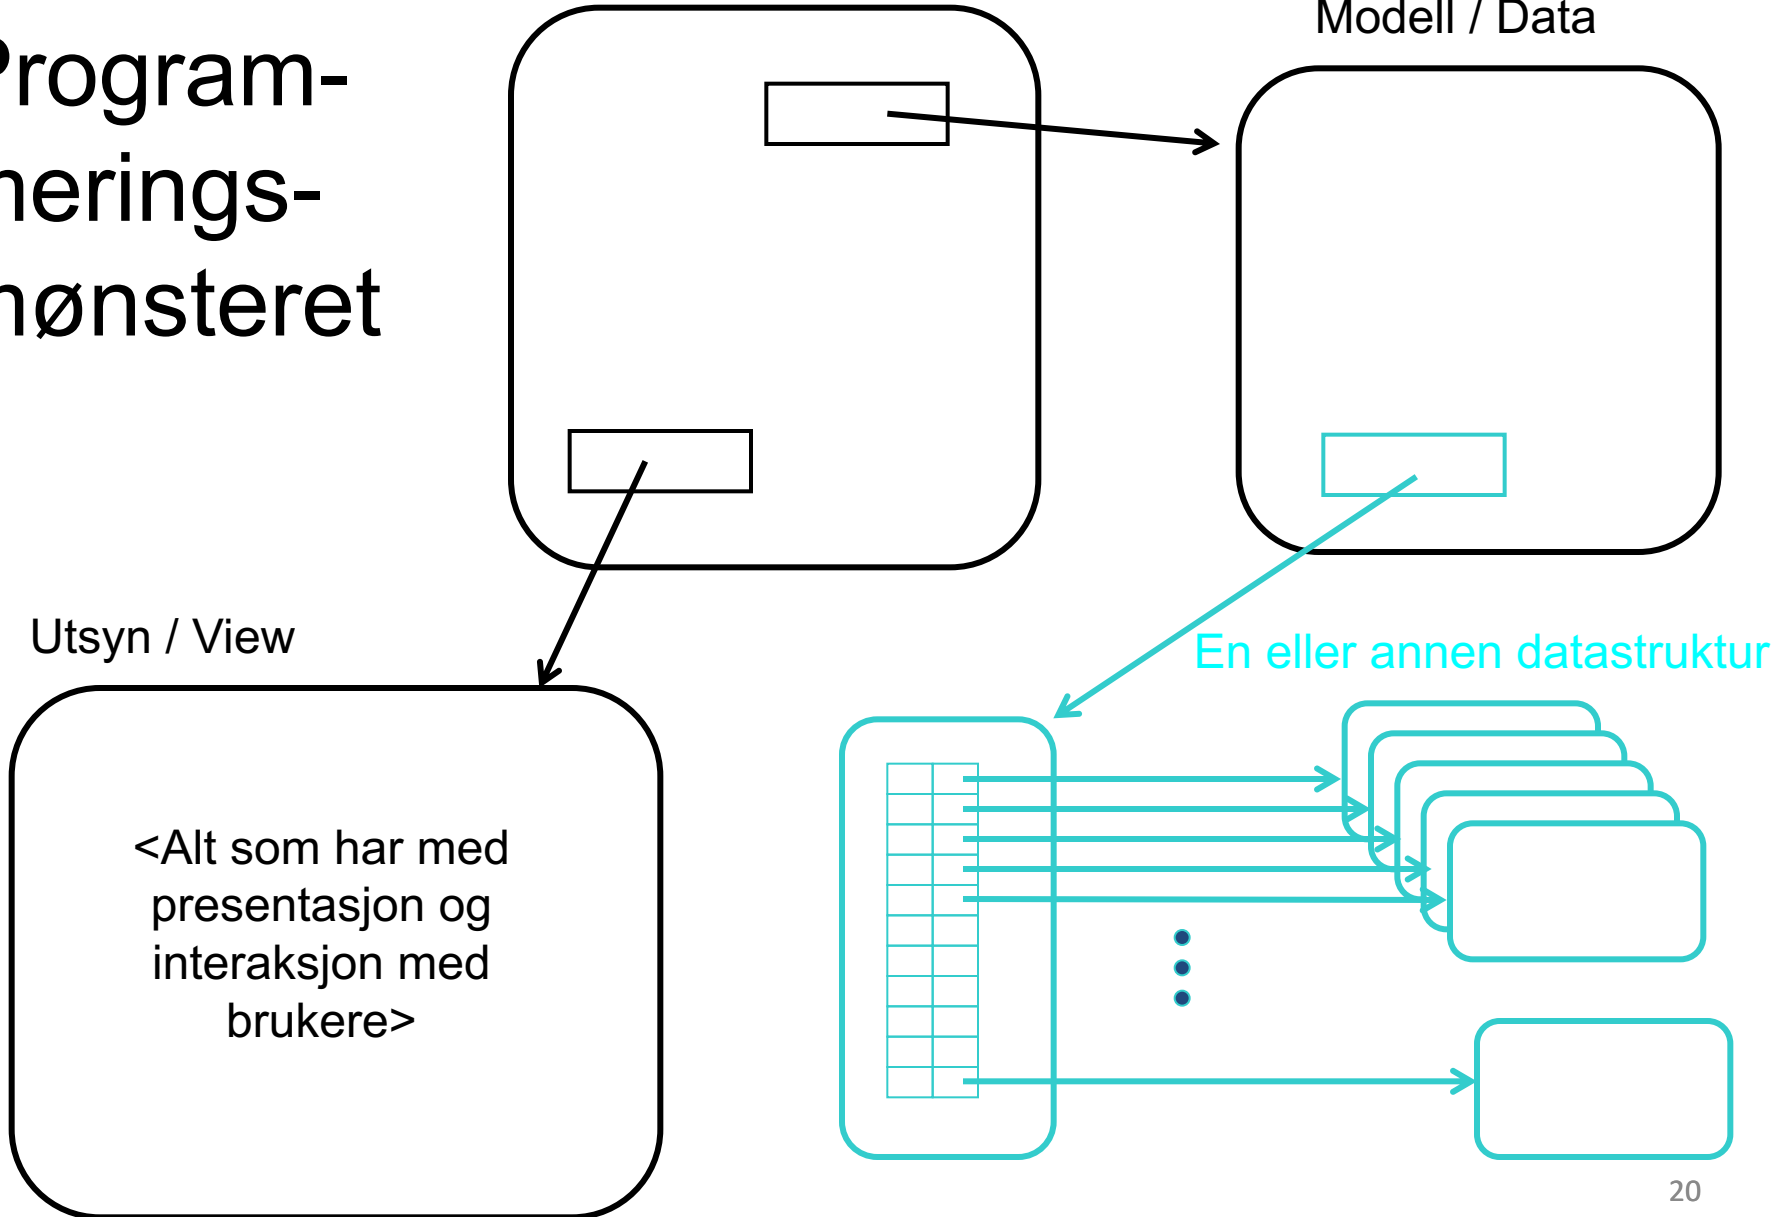 Program-
merings-
mønsteret
Modell / Data
Utsyn / View
En eller annen datastruktur
<Alt som har med
presentasjon og
interaksjon med
brukere>
20